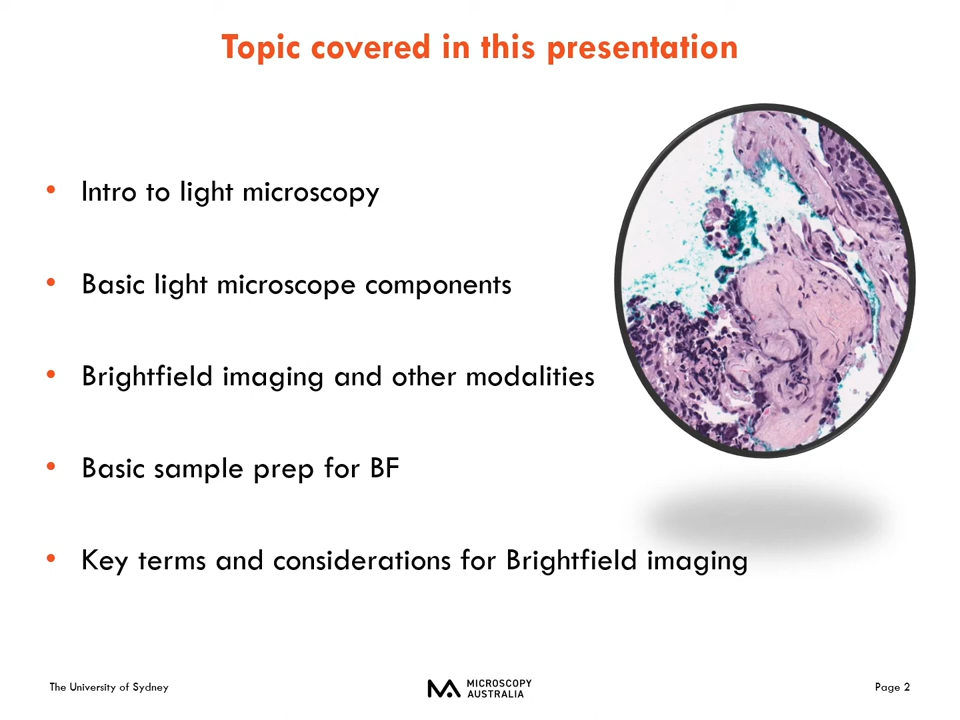 Topic covered in this presentation
• Intro to light microscopy
• Basic light microscope components
• Brightfield imaging and other modalities
• Basic sample prep for BF
• Key terms and considerations for Brightfield imaging
The University of Sydney
MICROSCOPY
AUSTRALIA
Page 2